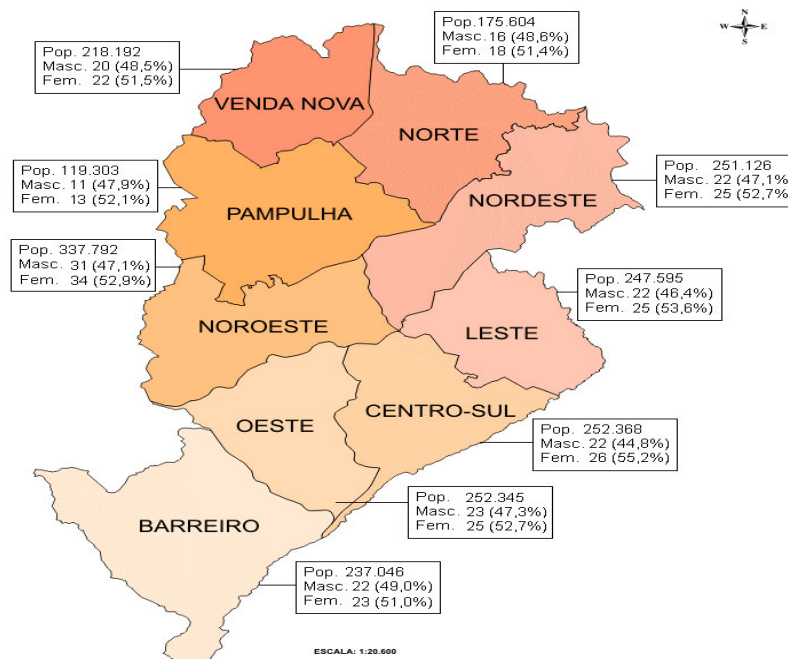 N
W E
S
Pop. 218.192
Masc. 20 (48,5%)
Fem. 22 (51,5%)
Pop.175.604
Masc. 16 (48,6%)
Fem. 18 (51,4%)
VENDA NOVA
NORTE
Pop. 119.303
Masc. 11 (47,9%)
Fem. 13 (52,1%)
Pop. 251.126
Masc. 22 (47,1%)
Fem. 25 (52,7%)
NORDESTE
PAMPULHA
Pop. 337.792
Masc. 31 (47,1%)
Fem. 34 (52,9%)
Pop. 247.595
Masc. 22 (46,4%)
Fem. 25 (53,6%)
NOROESTE
LESTE
CENTRO-SUL
OESTE
Pop. 252.368
Masc. 22 (44,8%)
Fem. 26 (55,2%)
Pop. 252.345
Masc. 23 (47,3%)
Fem. 25 (52,7%)
BARREIRO
Pop. 237.046
Masc. 22 (49,0%)
Fem. 23 (51,0%)
ESCALA: 1:20.600